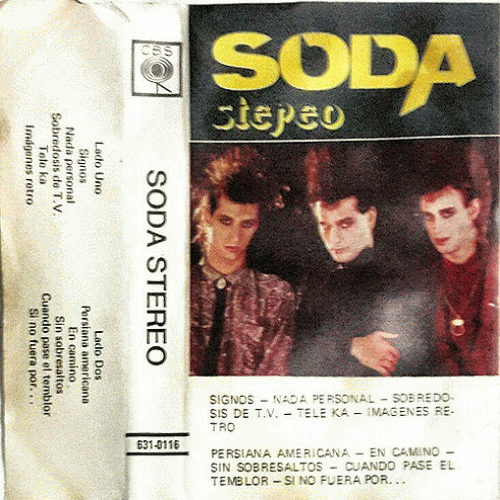 Lado Uno
Signos
Nada personal
Sobredosis de T.V.
Tele ka
Imágenes retro
Lado Dos
Persiana americana
En camino
Sin sobresaltos
Cuando pase el temblor
Si no fuera por...
CBS
SODA STEREO
631-0116
SODA
stereo
SIGNOS – NADA PERSONAL – SOBREDO-
SIS DE T.V. – TELE KA – IMAGENES RE-
TRO
PERSIANA AMERICANA – EN CAMINO –
SIN SOBRESALTOS – CUANDO PASE EL
TEMBLOR – SI NO FUERA POR...